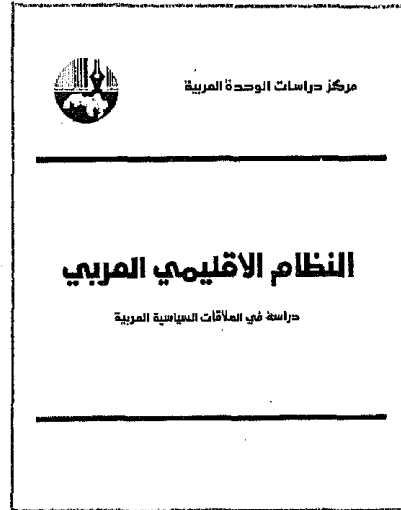 مركز دراسات الوحدة العربية
النظام الاقليمي العربي
دراسة في العلاقات السياسية العربية